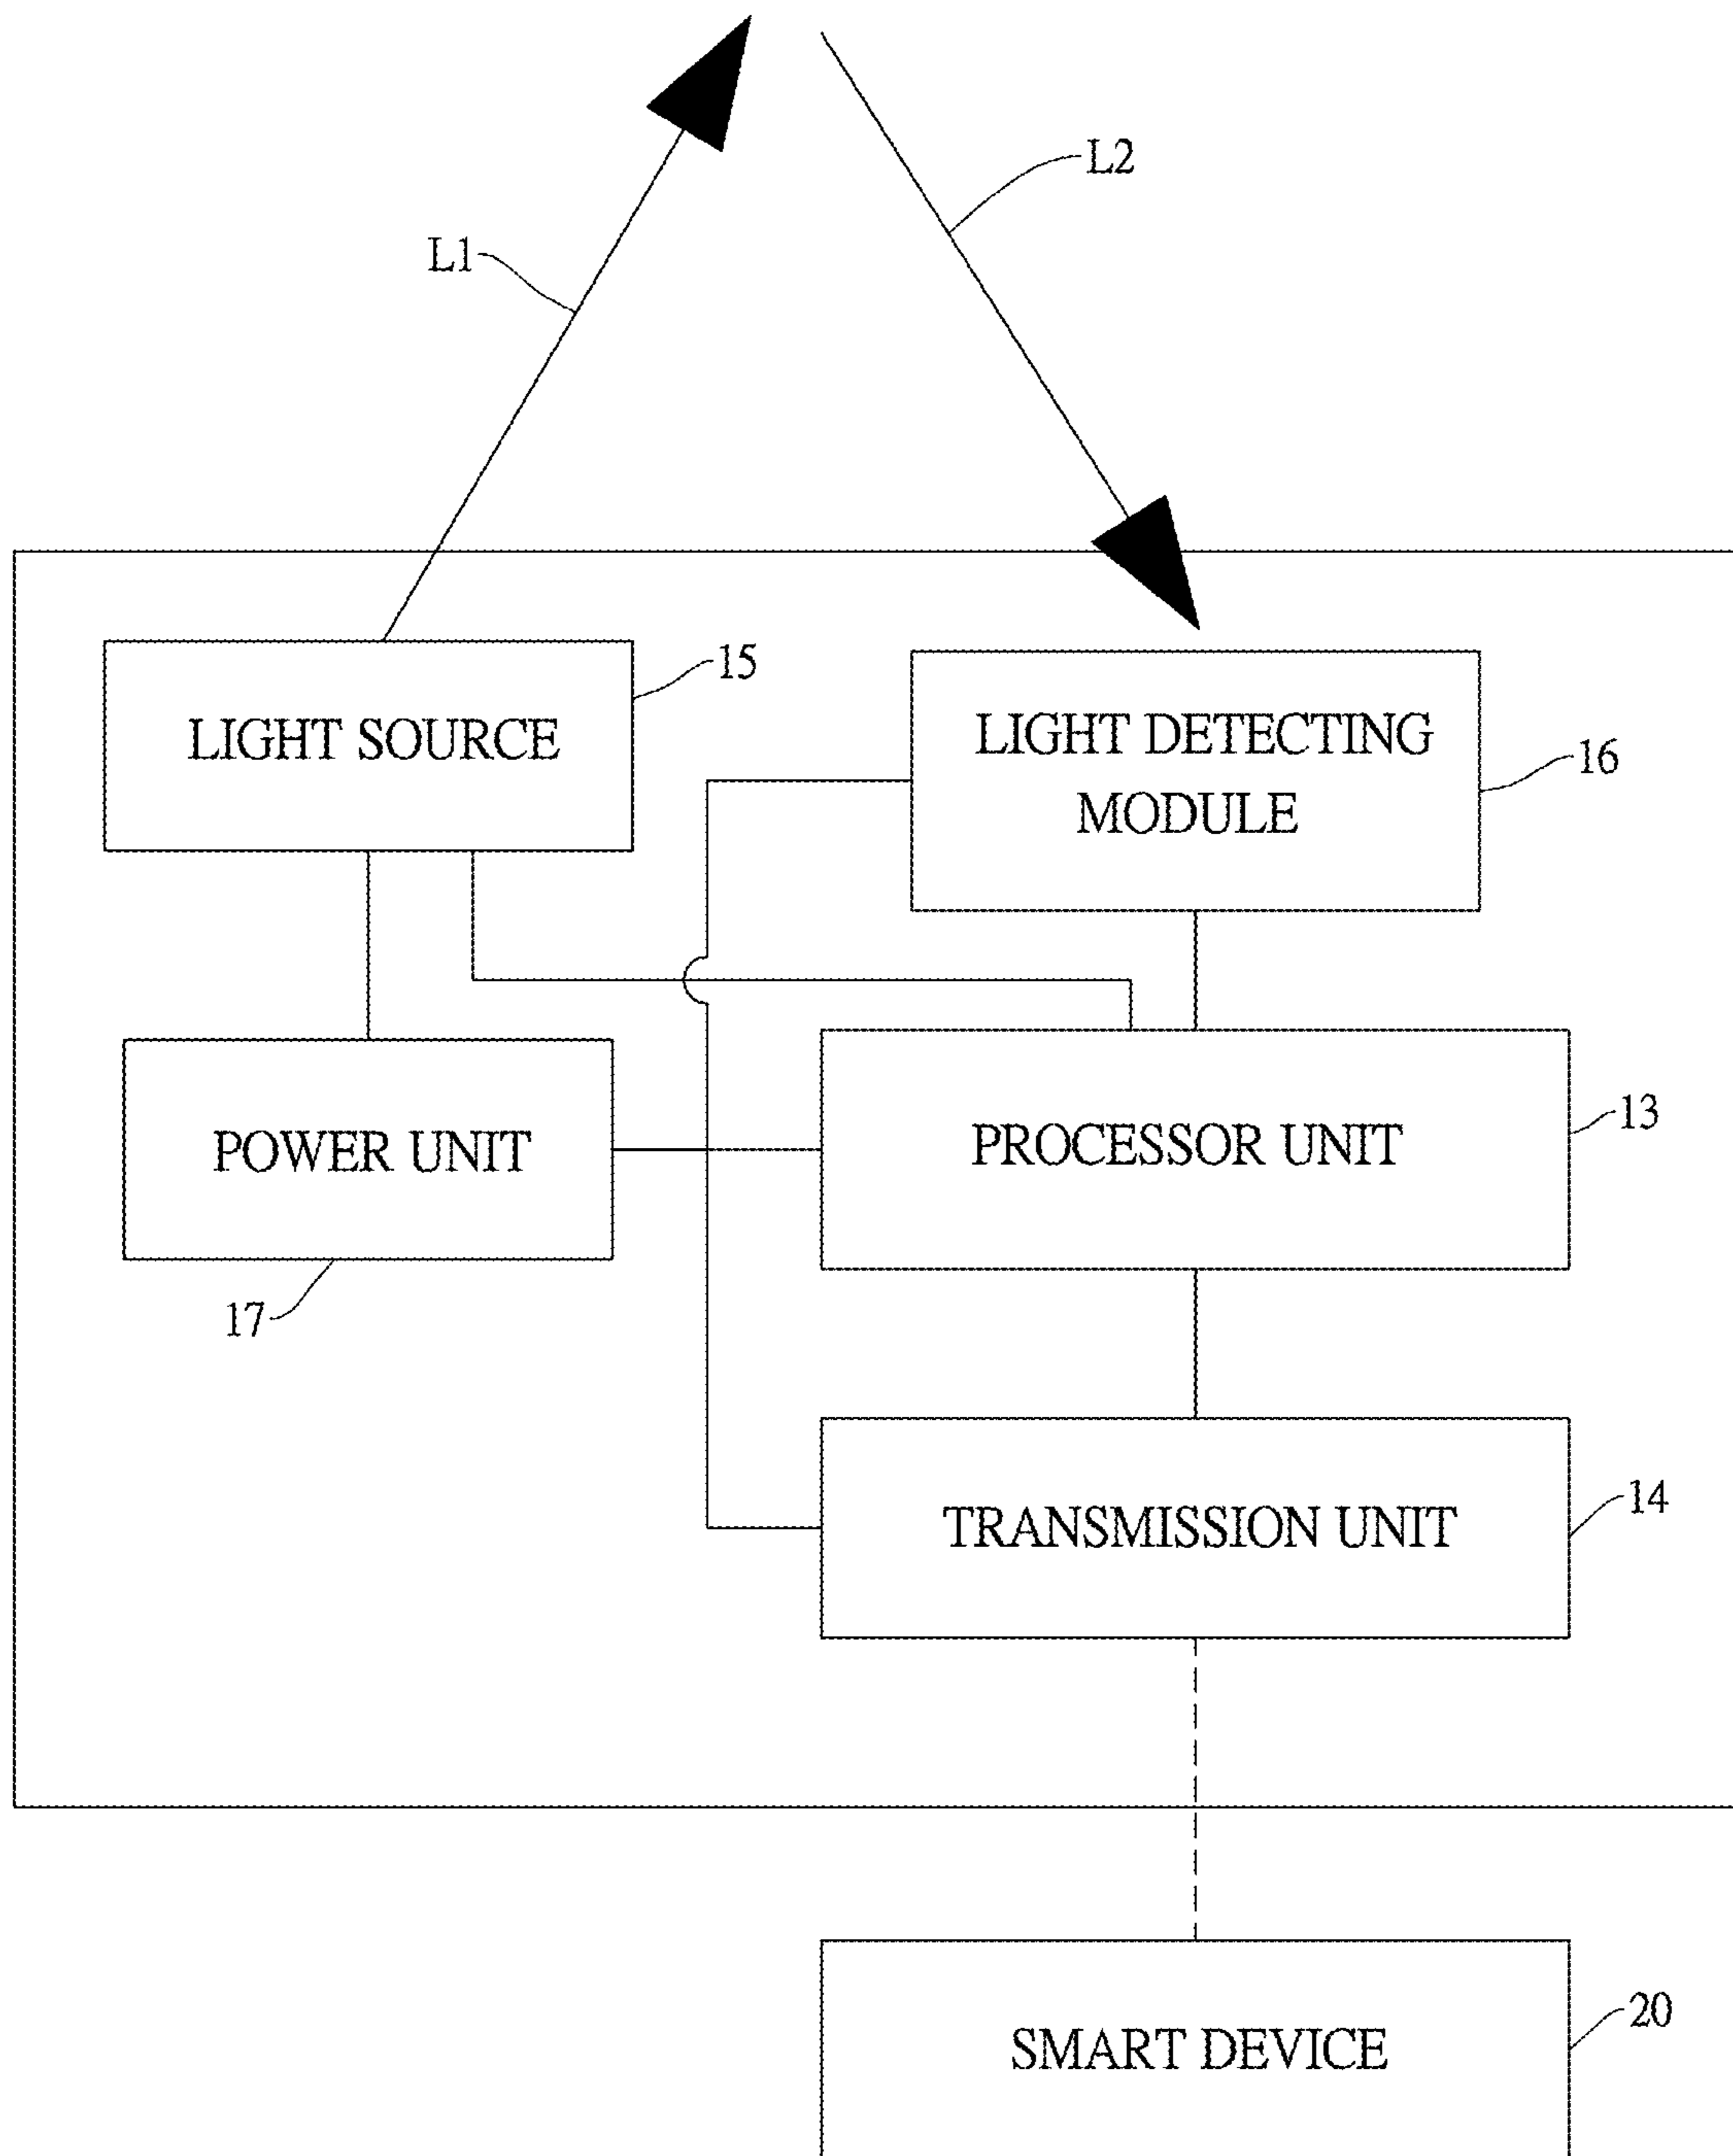 L2
L1
15
LIGHT SOURCE
LIGHT DETECTING
MODULE
16
13
POWER UNIT
PROCESSOR UNIT
17
14
TRANSMISSION UNIT
20
SMART DEVICE